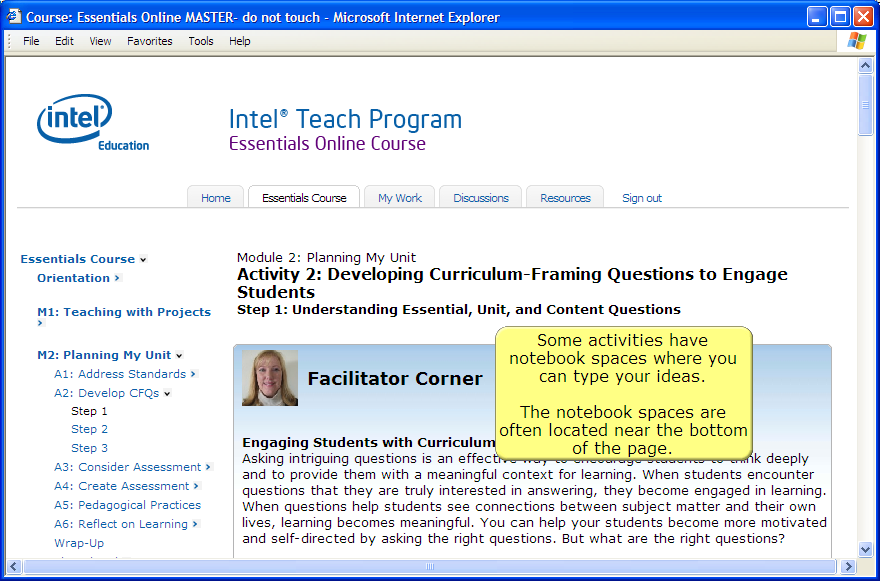 Course: Essentials Online MASTER- do not touch - Microsoft Internet Explorer
File Edit View Favorites Tools Help
intel
Education
Intel® Teach Program
Essentials Online Course
Home Essentials Course My Work Discussions Resources Sign out
Essentials Course
Orientation ›
M1: Teaching with Projects
›
M2: Planning My Unit
A1: Address Standards ›
A2: Develop CFQs
Step 1
Step 2
Step 3
A3: Consider Assessment ›
A4: Create Assessment ›
A5: Pedagogical Practices
A6: Reflect on Learning ›
Wrap-Up
Module 2: Planning My Unit
Activity 2: Developing Curriculum-Framing Questions to Engage
Students
Step 1: Understanding Essential, Unit, and Content Questions
Facilitator Corner
Some activities have
notebook spaces where you
can type your ideas.
The notebook spaces are
often located near the bottom
of the page.
Engaging Students with Curriculum
Asking intriguing questions is an effective way to encourage students to think deeply
and to provide them with a meaningful context for learning. When students encounter
questions that they are truly interested in answering, they become engaged in learning.
When questions help students see connections between subject matter and their own
lives, learning becomes meaningful. You can help your students become more motivated
and self-directed by asking the right questions. But what are the right questions?